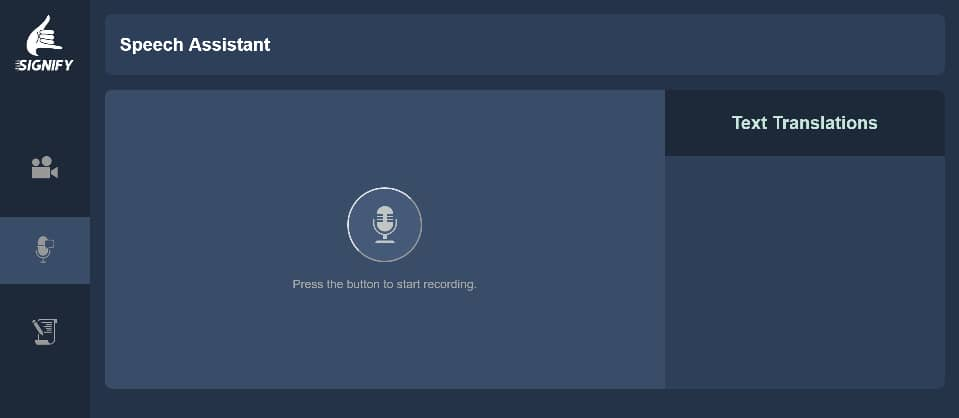 SIGNIFY
Speech Assistant
Text Translations
Press the button to start recording.